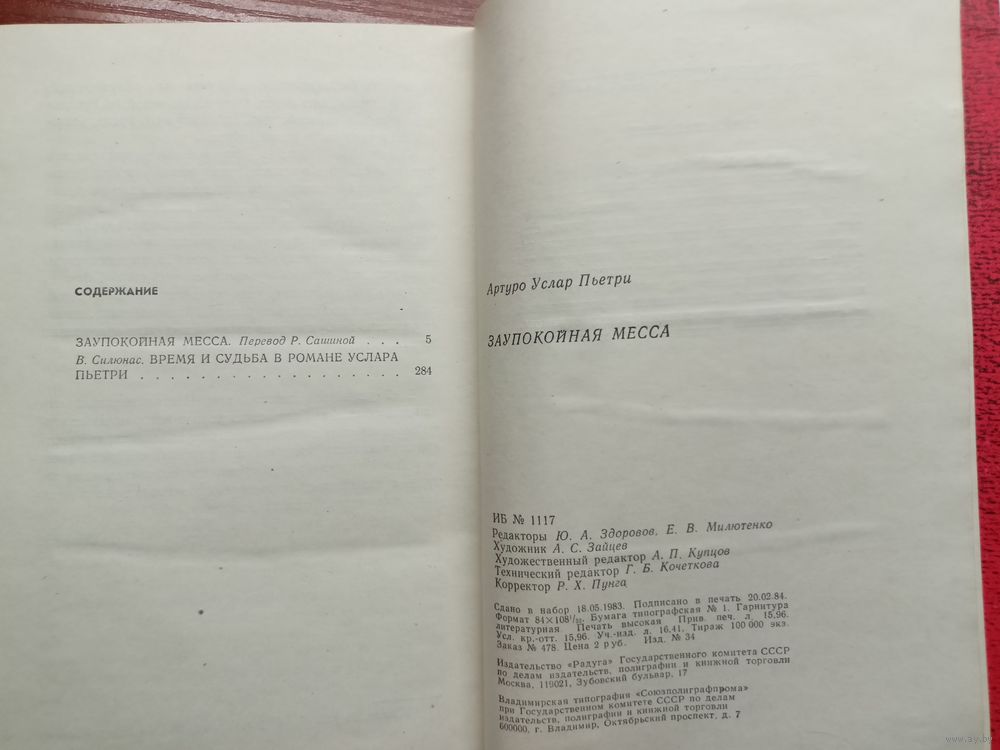 СОДЕРЖАНИЕ
ЗАУПОКОЙНАЯ МЕССА. Перевод Р. Сашиной . . . 5
В. Силюнас. ВРЕМЯ И СУДЬБА В РОМАНЕ УСЛАРА
ПЬЕТРИ . . . . . . . . . . . . . . . . . . 284
Артуро Услар Пьетри
ЗАУПОКОЙНАЯ МЕССА
ИБ № 1117
Редакторы Ю. А. Здоровов, Е. В. Милютенко
Художник А. С. Зайцев
Художественный редактор А. П. Купцов
Технический редактор Г. Б. Кочеткова
Корректор Р. Х. Пунга
Сдано в набор 18.05.1983. Подписано в печать 20.02.84.
Формат 84×108¹/₃₂. Бумага типографская № 1. Гарнитура
литературная Печать высокая Прив. печ. л. 15,96.
Усл. кр.-отт. 15,96. Уч.-изд. л. 16,41. Тираж 100 000 экз.
Заказ № 478. Цена 2 руб. Изд. № 34
Издательство «Радуга» Государственного комитета СССР
по делам издательств, полиграфии и книжной торговли
Москва, 119021, Зубовский бульвар, 17
Владимирская типография «Союзполиграфпрома»
при Государственном комитете СССР по делам
издательств, полиграфии и книжной торговли
600000, г. Владимир, Октябрьский проспект, д. 7
www.ay.by